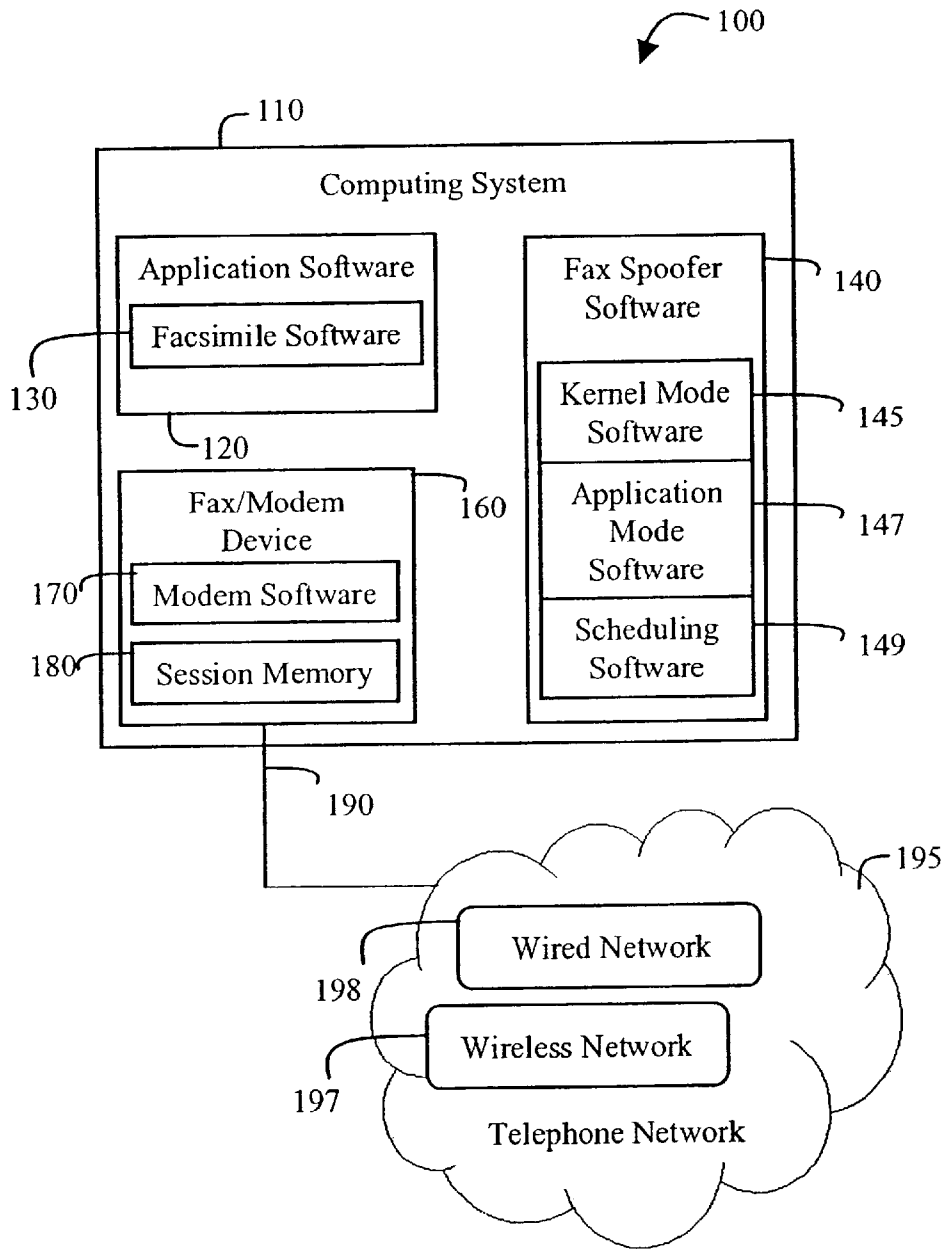 100
110
Computing System
Application Software
Facsimile Software
130
120
Fax Spoofer
Software
140
Kernel Mode
Software
145
Application
Mode
Software
147
Scheduling
Software
149
Fax/Modem
Device
160
170
Modem Software
180
Session Memory
190
195
Wired Network
198
Wireless Network
197
Telephone Network